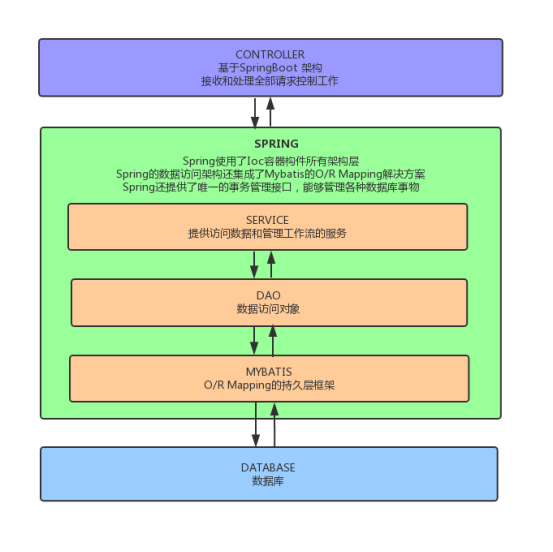 CONTROLLER
基于SpringBoot 架构
接收和处理全部请求控制工作
SPRING
Spring使用了Ioc容器构件所有架构层
Spring的数据访问架构还集成了Mybatis的O/R Mapping解决方案
Spring还提供了唯一的事务管理接口，能够管理各种数据库事物
SERVICE
提供访问数据和管理工作流的服务
DAO
数据访问对象
MYBATIS
O/R Mapping的持久层框架
DATABASE
数据库